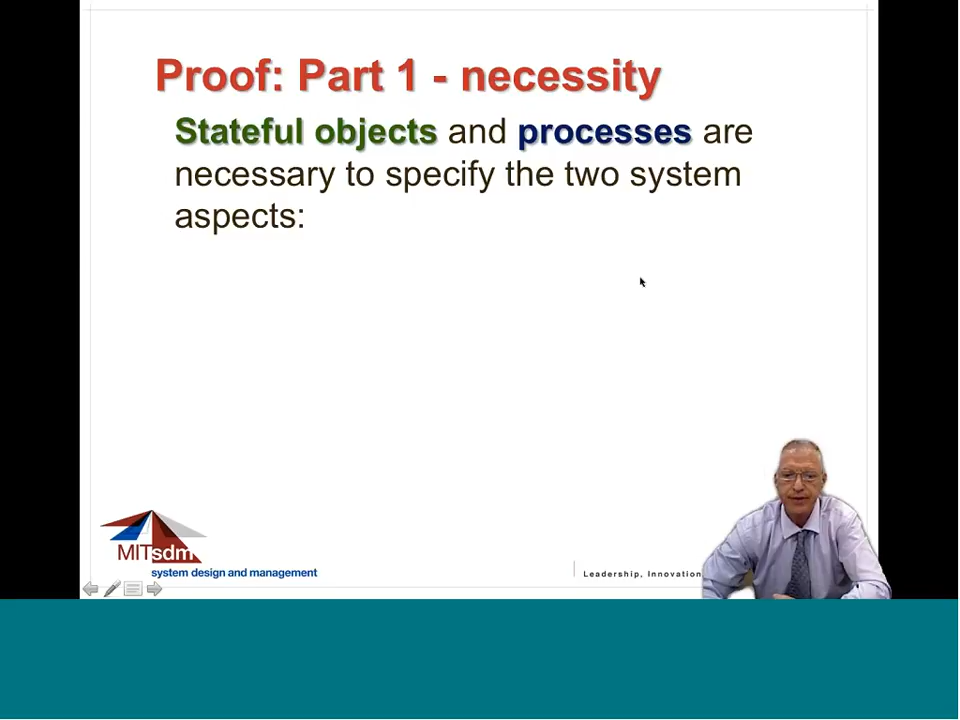 Proof: Part 1 - necessity
Stateful objects and processes are
necessary to specify the two system
aspects:
MITsdm
system design and management
Leadership, Innovation